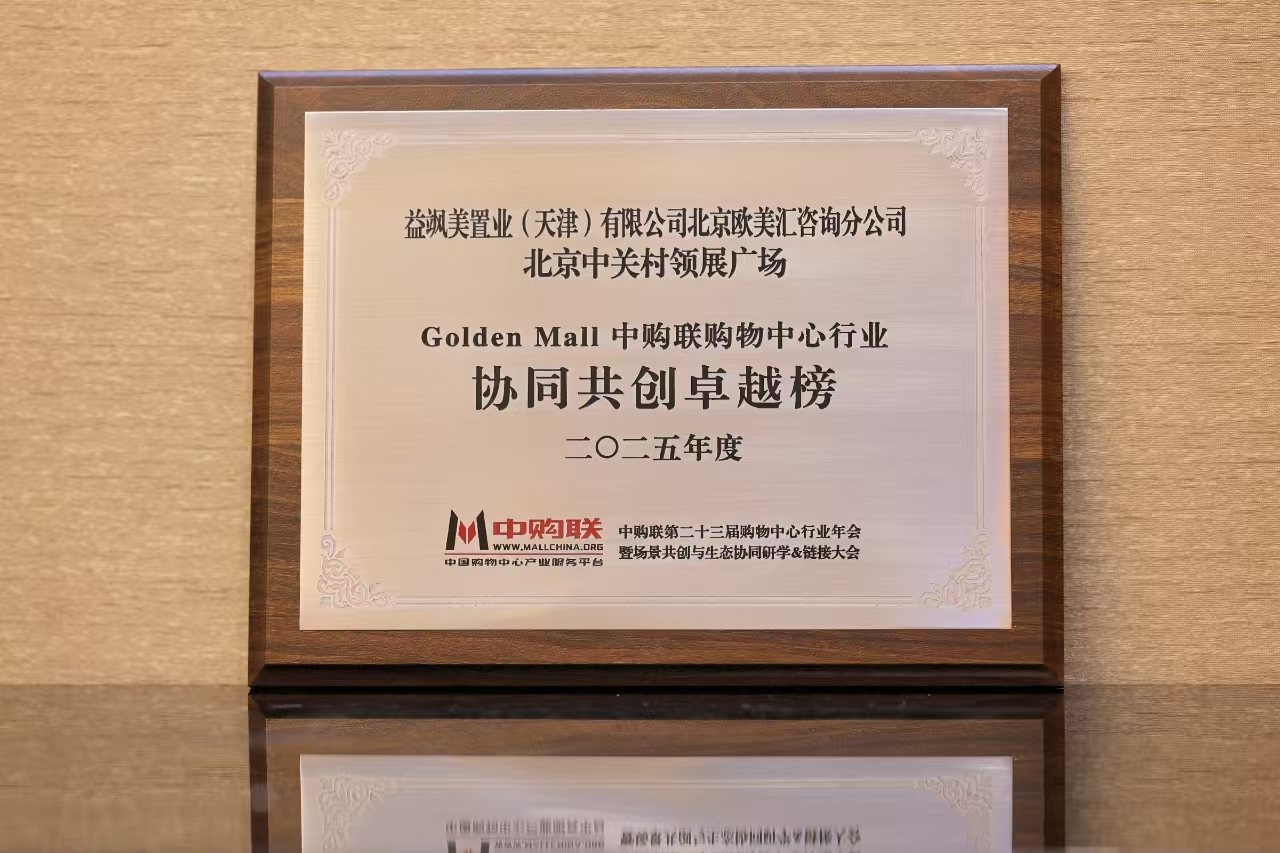 益飒美置业（天津）有限公司北京欧美汇咨询分公司
北京中关村领展广场
Golden Mall 中购联购物中心行业
协同共创卓越榜
二〇二五年度
中购联
WWW.MALLCHINA.ORG
中国购物中心产业服务平台
中购联第二十三届购物中心行业年会
暨场景共创与生态协同研学&链接大会